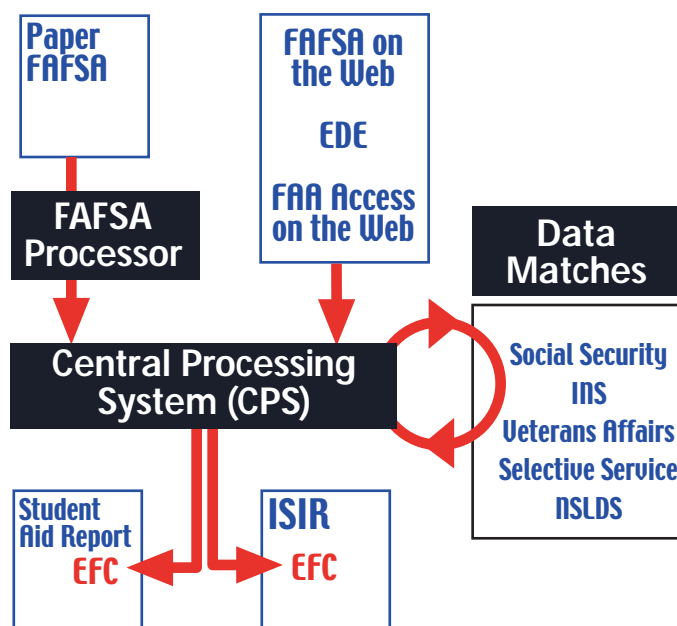 Paper
FAFSA
FAFSA on
the Web
EDE
FAA Access
on the Web
FAFSA
Processor
Data
Matches
Central Processing
System (CPS)
Social Security
INS
Veterans Affairs
Selective Service
NSLDS
Student
Aid Report
EFC
ISIR
EFC